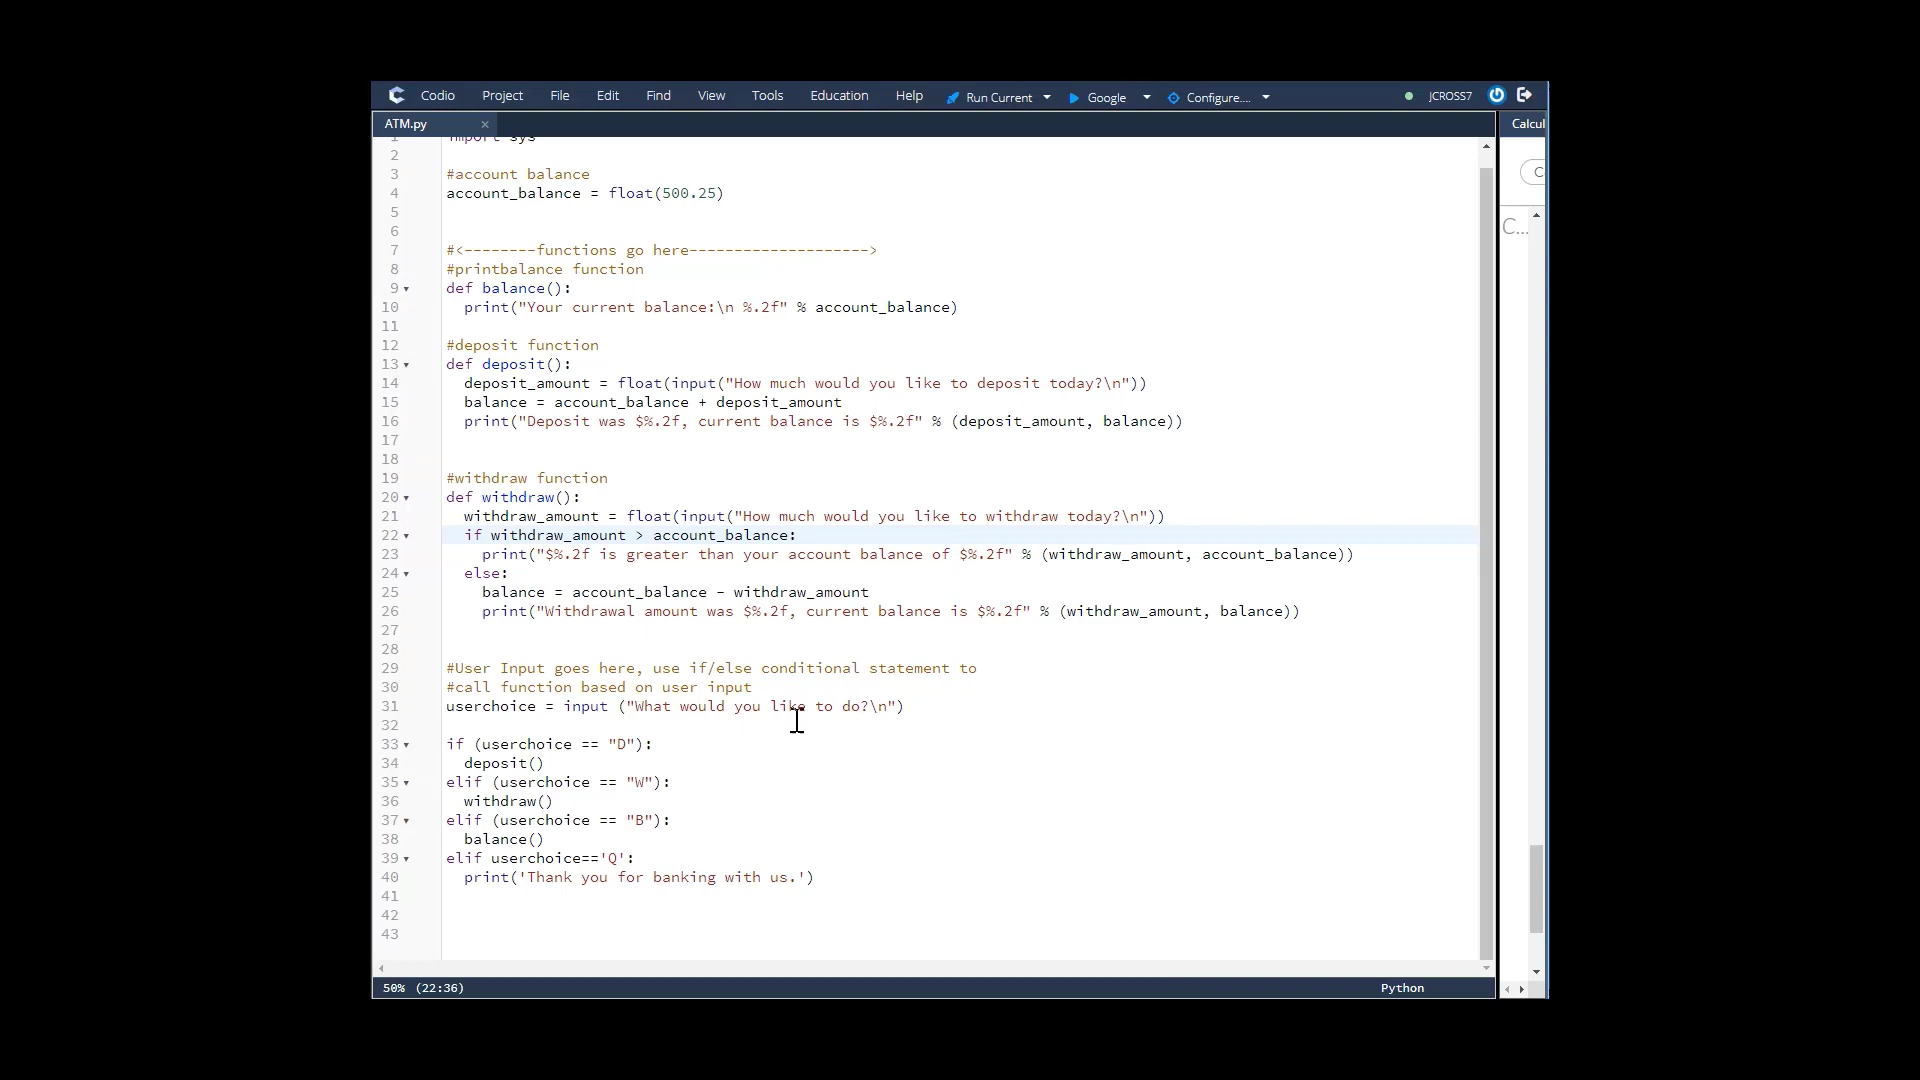 Codio Project File Edit Find View Tools Education Help Run Current Google Configure.... JCROSS7
ATM.py × Calcul
1 import sys
2
3 #account balance
4 account_balance = float(500.25)
5
6
7 #<--------functions go here-------------------->
8 #printbalance function
9 def balance():
10 print("Your current balance:\n %.2f" % account_balance)
11
12 #deposit function
13 def deposit():
14 deposit_amount = float(input("How much would you like to deposit today?\n"))
15 balance = account_balance + deposit_amount
16 print("Deposit was $%.2f, current balance is $%.2f" % (deposit_amount, balance))
17
18
19 #withdraw function
20 def withdraw():
21 withdraw_amount = float(input("How much would you like to withdraw today?\n"))
22 if withdraw_amount > account_balance:
23 print("$%.2f is greater than your account balance of $%.2f" % (withdraw_amount, account_balance))
24 else:
25 balance = account_balance - withdraw_amount
26 print("Withdrawal amount was $%.2f, current balance is $%.2f" % (withdraw_amount, balance))
27
28
29 #User Input goes here, use if/else conditional statement to
30 #call function based on user input
31 userchoice = input ("What would you like to do?\n")
32
33 if (userchoice == "D"):
34 deposit()
35 elif (userchoice == "W"):
36 withdraw()
37 elif (userchoice == "B"):
38 balance()
39 elif userchoice=='Q':
40 print('Thank you for banking with us.')
41
42
43
C
C...
50% (22:36) Python